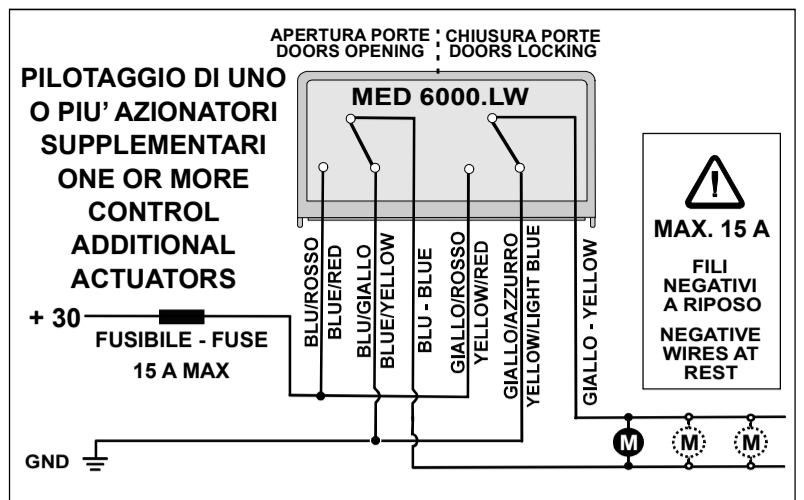 APERTURA PORTE
DOORS OPENING
CHIUSURA PORTE
DOORS LOCKING
PILOTAGGIO DI UNO
O PIU' AZIONATORI
SUPPLEMENTARI
ONE OR MORE
CONTROL
ADDITIONAL
ACTUATORS
MED 6000.LW
MAX. 15 A
FILI
NEGATIVI
A RIPOSO
NEGATIVE
WIRES AT
REST
BLU/ROSSO
BLUE/RED
BLU/GIALLO
BLUE/YELLOW
BLU - BLUE
GIALLO/ROSSO
YELLOW/RED
GIALLO/AZZURRO
YELLOW/LIGHT BLUE
GIALLO - YELLOW
+ 30
FUSIBILE - FUSE
15 A MAX
GND
M
M
M